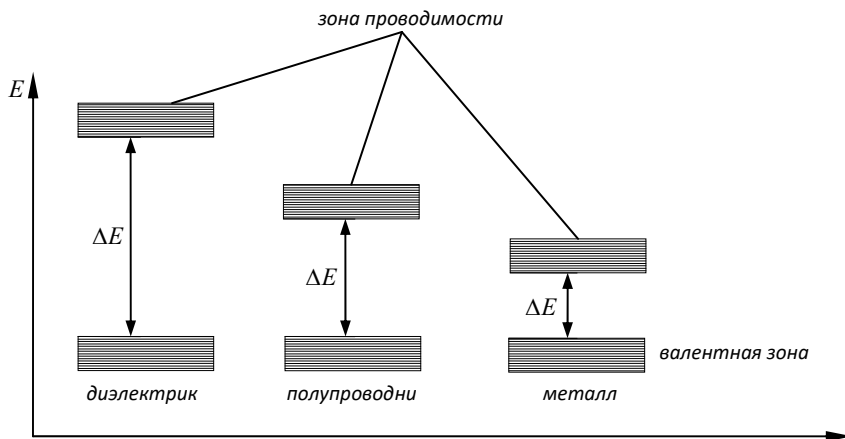 зона проводимости
E
ΔE
ΔE
ΔE
валентная зона
диэлектрик
полупроводни
металл